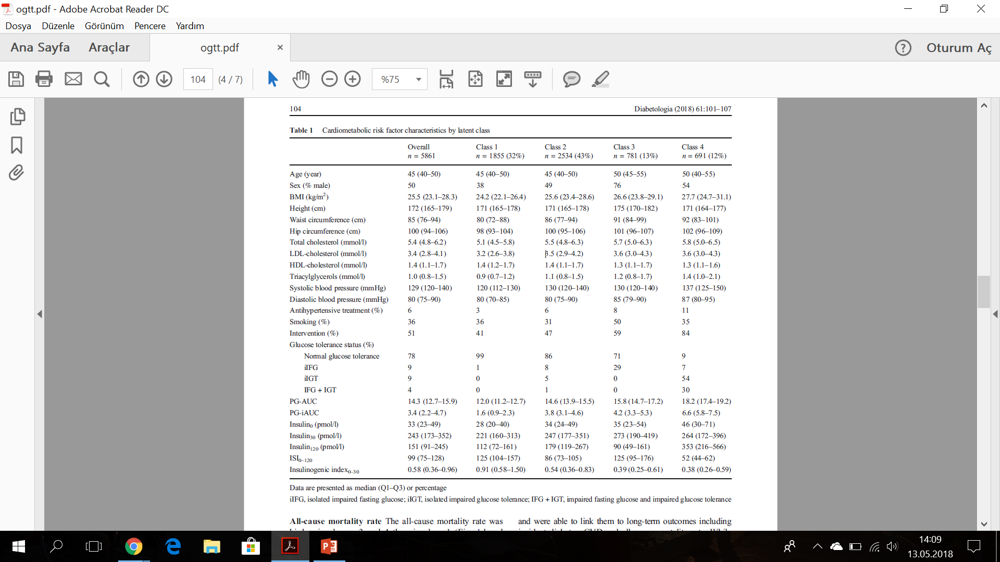 ogtt.pdf - Adobe Acrobat Reader DC
Dosya Düzenle Görünüm Pencere Yardım
Ana Sayfa Araçlar ogtt.pdf × Oturum Aç
104 (4 / 7) %75
104 Diabetologia (2018) 61:101–107
Table 1 Cardiometabolic risk factor characteristics by latent class
Overall Class 1 Class 2 Class 3 Class 4
n = 5861 n = 1855 (32%) n = 2534 (43%) n = 781 (13%) n = 691 (12%)
Age (year) 45 (40–50) 45 (40–50) 45 (40–50) 50 (45–55) 50 (40–55)
Sex (% male) 50 38 49 76 54
BMI (kg/m²) 25.5 (23.1–28.3) 24.2 (22.1–26.4) 25.6 (23.4–28.6) 26.6 (23.8–29.1) 27.7 (24.7–31.1)
Height (cm) 172 (165–179) 171 (165–178) 171 (165–178) 175 (170–182) 171 (164–177)
Waist circumference (cm) 85 (76–94) 80 (72–88) 86 (77–94) 91 (84–99) 92 (83–101)
Hip circumference (cm) 100 (94–106) 98 (93–104) 100 (95–106) 101 (96–107) 102 (96–109)
Total cholesterol (mmol/l) 5.4 (4.8–6.2) 5.1 (4.5–5.8) 5.5 (4.8–6.3) 5.7 (5.0–6.3) 5.8 (5.0–6.5)
LDL-cholesterol (mmol/l) 3.4 (2.8–4.1) 3.2 (2.6–3.8) 3.5 (2.9–4.2) 3.6 (3.0–4.3) 3.6 (3.0–4.3)
HDL-cholesterol (mmol/l) 1.4 (1.1–1.7) 1.4 (1.2–1.7) 1.4 (1.1–1.7) 1.3 (1.1–1.7) 1.3 (1.1–1.6)
Triacylglycerols (mmol/l) 1.0 (0.8–1.5) 0.9 (0.7–1.2) 1.1 (0.8–1.5) 1.2 (0.8–1.7) 1.4 (1.0–2.1)
Systolic blood pressure (mmHg) 129 (120–140) 120 (112–130) 130 (120–140) 130 (120–140) 137 (125–150)
Diastolic blood pressure (mmHg) 80 (75–90) 80 (70–85) 80 (75–90) 85 (79–90) 87 (80–95)
Antihypertensive treatment (%) 6 3 6 8 11
Smoking (%) 36 36 31 50 35
Intervention (%) 51 41 47 59 84
Glucose tolerance status (%)
Normal glucose tolerance 78 99 86 71 9
iIFG 9 1 8 29 7
iIGT 9 0 5 0 54
IFG + IGT 4 0 1 0 30
PG-AUC 14.3 (12.7–15.9) 12.0 (11.2–12.7) 14.6 (13.9–15.5) 15.8 (14.7–17.2) 18.2 (17.4–19.2)
PG-iAUC 3.4 (2.2–4.7) 1.6 (0.9–2.3) 3.8 (3.1–4.6) 4.2 (3.3–5.3) 6.6 (5.8–7.5)
Insulin₀ (pmol/l) 33 (23–49) 28 (20–40) 34 (24–49) 35 (23–54) 46 (30–71)
Insulin₃₀ (pmol/l) 243 (173–352) 221 (160–313) 247 (177–351) 273 (190–419) 264 (172–396)
Insulin₁₂₀ (pmol/l) 151 (91–245) 112 (72–161) 179 (119–267) 90 (49–161) 353 (216–566)
ISI₀₋₁₂₀ 99 (75–128) 125 (104–157) 86 (73–105) 125 (95–176) 52 (44–62)
Insulinogenic index₀₋₃₀ 0.58 (0.36–0.96) 0.91 (0.58–1.50) 0.54 (0.36–0.83) 0.39 (0.25–0.61) 0.38 (0.26–0.59)
Data are presented as median (Q1–Q3) or percentage
iIFG, isolated impaired fasting glucose; iIGT, isolated impaired glucose tolerance; IFG + IGT, impaired fasting glucose and impaired glucose tolerance
All-cause mortality rate The all-cause mortality rate was
and were able to link them to long-term outcomes including
14:09
13.05.2018